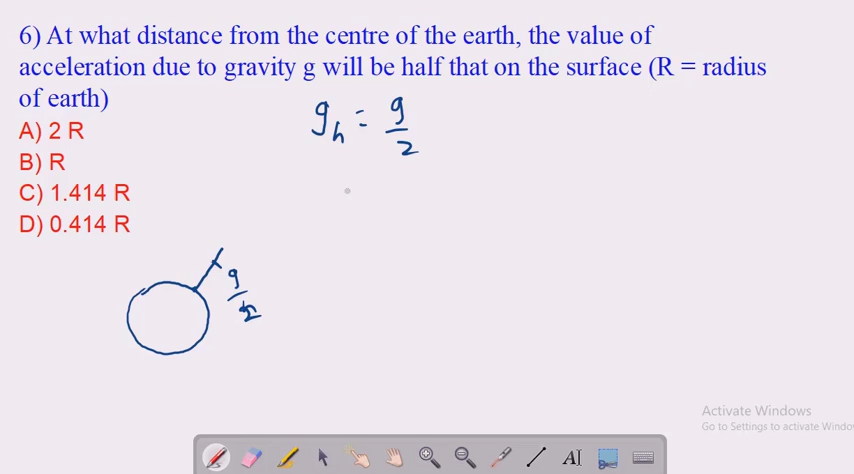 6) At what distance from the centre of the earth, the value of
acceleration due to gravity g will be half that on the surface (R = radius
of earth)
g_h = g/2
A) 2 R
B) R
C) 1.414 R
D) 0.414 R
g/2
Activate Windows
Go to Settings to activate Windo
AI